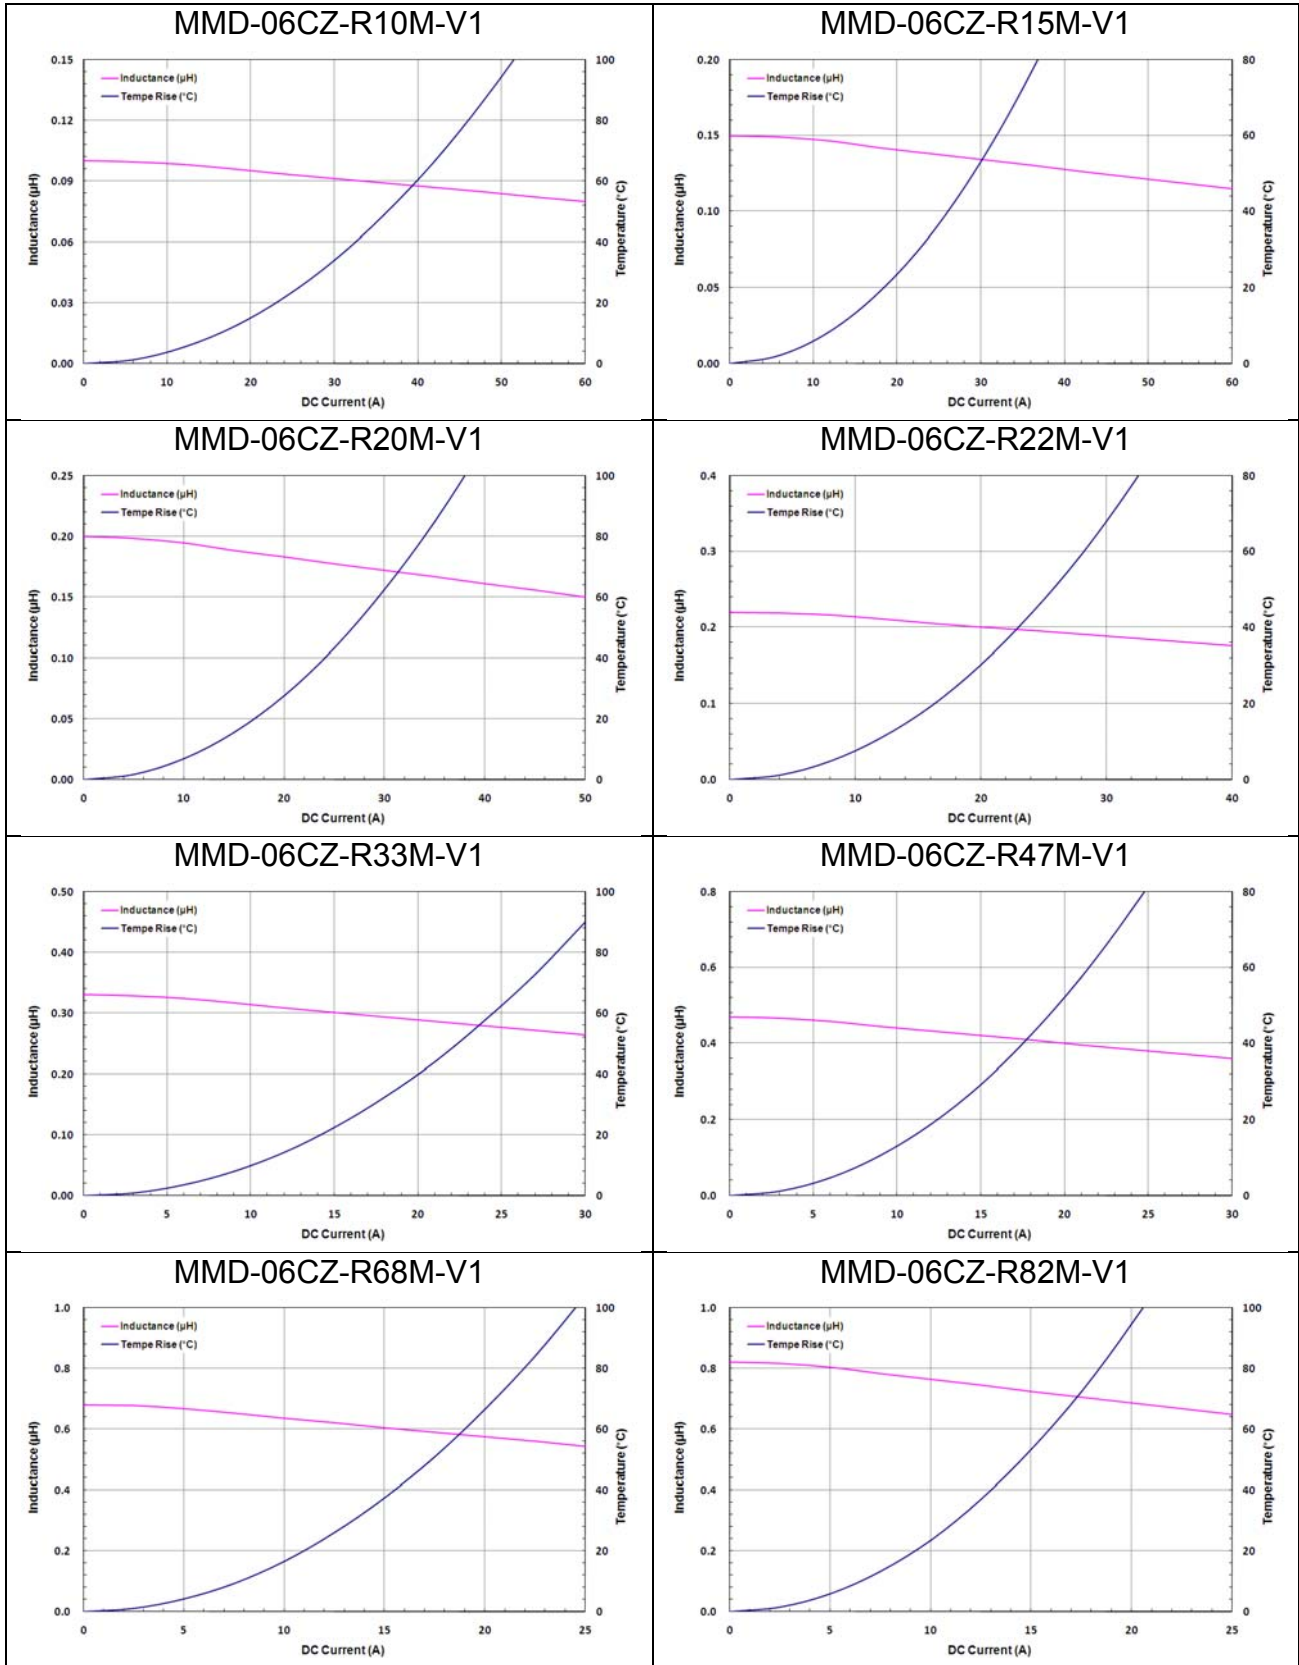 MMD-06CZ-R10M-V1
Inductance (µH)
Tempe Rise (°C)
0.15
0.12
0.09
0.06
0.03
0.00
100
80
60
40
20
0
0 10 20 30 40 50 60
Inductance (µH)
Temperature (°C)
DC Current (A)
MMD-06CZ-R15M-V1
Inductance (µH)
Tempe Rise (°C)
0.20
0.15
0.10
0.05
0.00
80
60
40
20
0
0 10 20 30 40 50 60
Inductance (µH)
Temperature (°C)
DC Current (A)
MMD-06CZ-R20M-V1
Inductance (µH)
Tempe Rise (°C)
0.25
0.20
0.15
0.10
0.05
0.00
100
80
60
40
20
0
0 10 20 30 40 50
Inductance (µH)
Temperature (°C)
DC Current (A)
MMD-06CZ-R22M-V1
Inductance (µH)
Tempe Rise (°C)
0.4
0.3
0.2
0.1
0.0
80
60
40
20
0
0 10 20 30 40
Inductance (µH)
Temperature (°C)
DC Current (A)
MMD-06CZ-R33M-V1
Inductance (µH)
Tempe Rise (°C)
0.50
0.40
0.30
0.20
0.10
0.00
100
80
60
40
20
0
0 5 10 15 20 25 30
Inductance (µH)
Temperature (°C)
DC Current (A)
MMD-06CZ-R47M-V1
Inductance (µH)
Tempe Rise (°C)
0.8
0.6
0.4
0.2
0.0
80
60
40
20
0
0 5 10 15 20 25 30
Inductance (µH)
Temperature (°C)
DC Current (A)
MMD-06CZ-R68M-V1
Inductance (µH)
Tempe Rise (°C)
1.0
0.8
0.6
0.4
0.2
0.0
100
80
60
40
20
0
0 5 10 15 20 25
Inductance (µH)
Temperature (°C)
DC Current (A)
MMD-06CZ-R82M-V1
Inductance (µH)
Tempe Rise (°C)
1.0
0.8
0.6
0.4
0.2
0.0
100
80
60
40
20
0
0 5 10 15 20 25
Inductance (µH)
Temperature (°C)
DC Current (A)